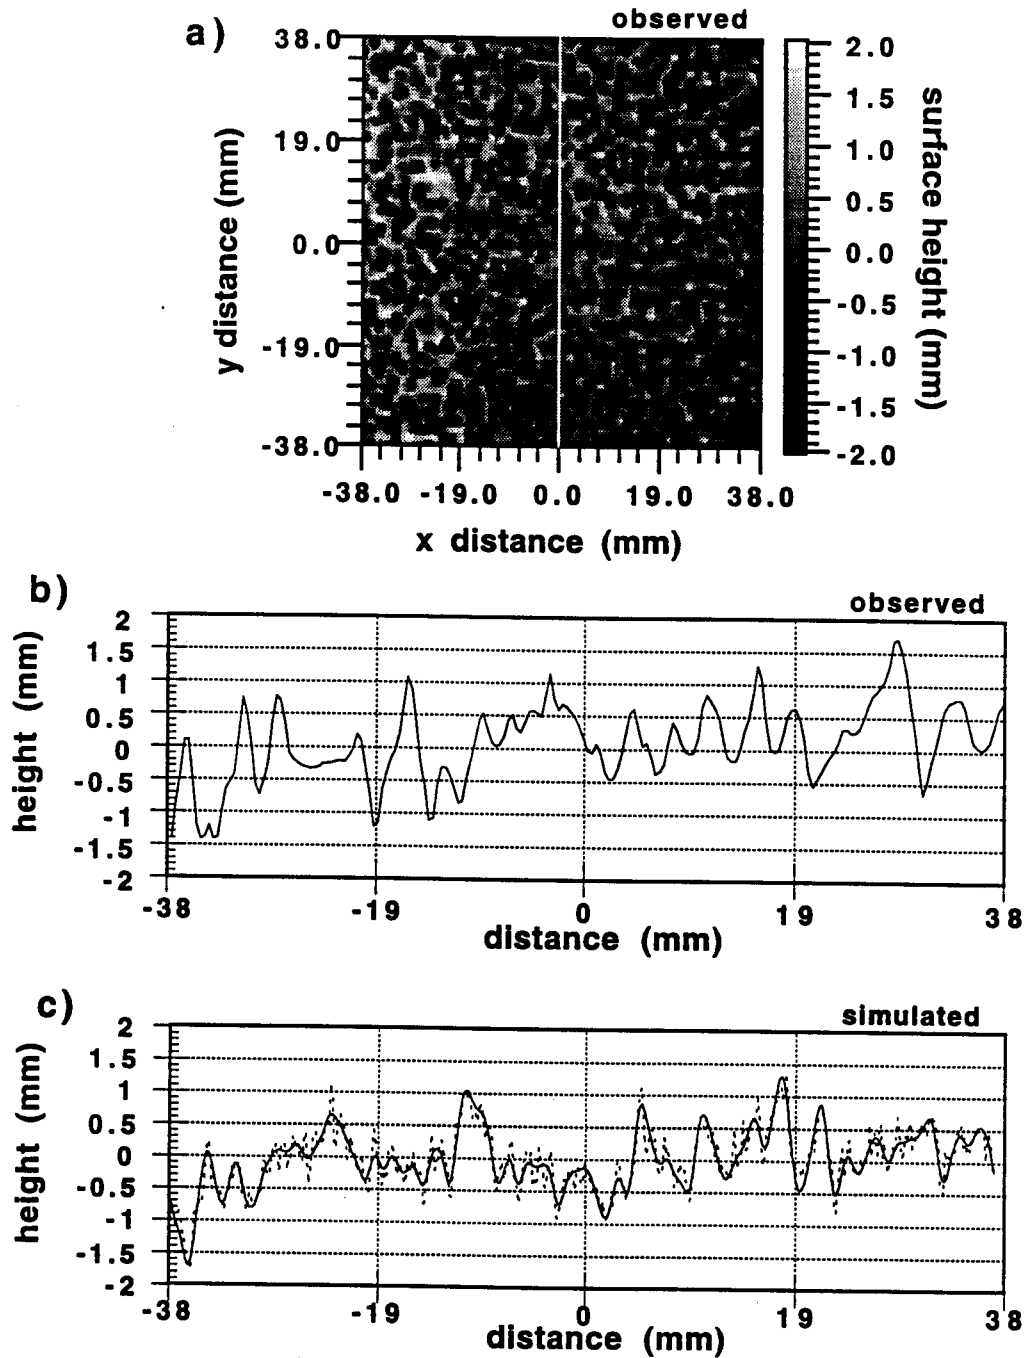 a)
observed
38.0
19.0
0.0
-19.0
-38.0
y distance (mm)
-38.0 -19.0 0.0 19.0 38.0
x distance (mm)
2.0
1.5
1.0
0.5
0.0
-0.5
-1.0
-1.5
-2.0
surface height (mm)
b)
observed
2
1.5
1
0.5
0
-0.5
-1
-1.5
-2
height (mm)
-38 -19 0 19 38
distance (mm)
c)
simulated
2
1.5
1
0.5
0
-0.5
-1
-1.5
-2
height (mm)
-38 -19 0 19 38
distance (mm)